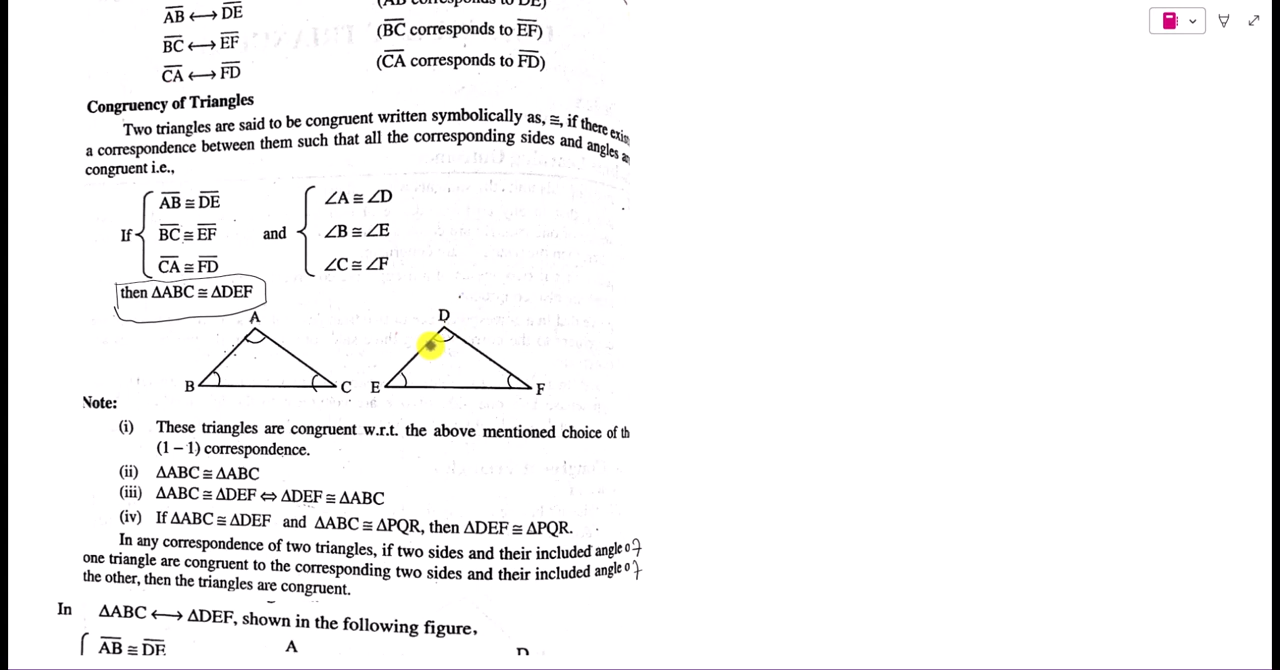 AB ⟷ DE
BC ⟷ EF (BC corresponds to EF)
CA ⟷ FD (CA corresponds to FD)
Congruency of Triangles
Two triangles are said to be congruent written symbolically as, ≅, if there
a correspondence between them such that all the corresponding sides and angles
congruent i.e.,
If { AB ≅ DE and { ∠A ≅ ∠D
BC ≅ EF ∠B ≅ ∠E
CA ≅ FD ∠C ≅ ∠F
then ΔABC ≅ ΔDEF
A D
B C E F
Note:
(i) These triangles are congruent w.r.t. the above mentioned choice of th
(1 – 1) correspondence.
(ii) ΔABC ≅ ΔABC
(iii) ΔABC ≅ ΔDEF ⇔ ΔDEF ≅ ΔABC
(iv) If ΔABC ≅ ΔDEF and ΔABC ≅ ΔPQR, then ΔDEF ≅ ΔPQR.
In any correspondence of two triangles, if two sides and their included angle of
one triangle are congruent to the corresponding two sides and their included angle of
the other, then the triangles are congruent.
In ΔABC ⟷ ΔDEF, shown in the following figure,
AB ≅ DE A D